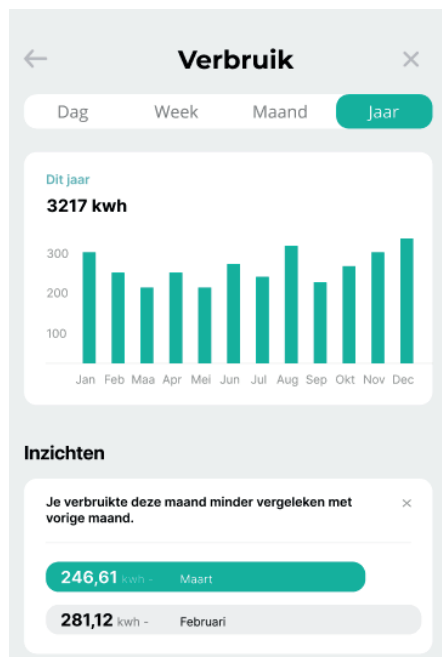 Verbruik
Dag Week Maand Jaar
Dit jaar
3217 kwh
300
200
100
Jan Feb Maa Apr Mei Jun Jul Aug Sep Okt Nov Dec
Inzichten
Je verbruikte deze maand minder vergeleken met
vorige maand.
246,61 kwh - Maart
281,12 kwh - Februari